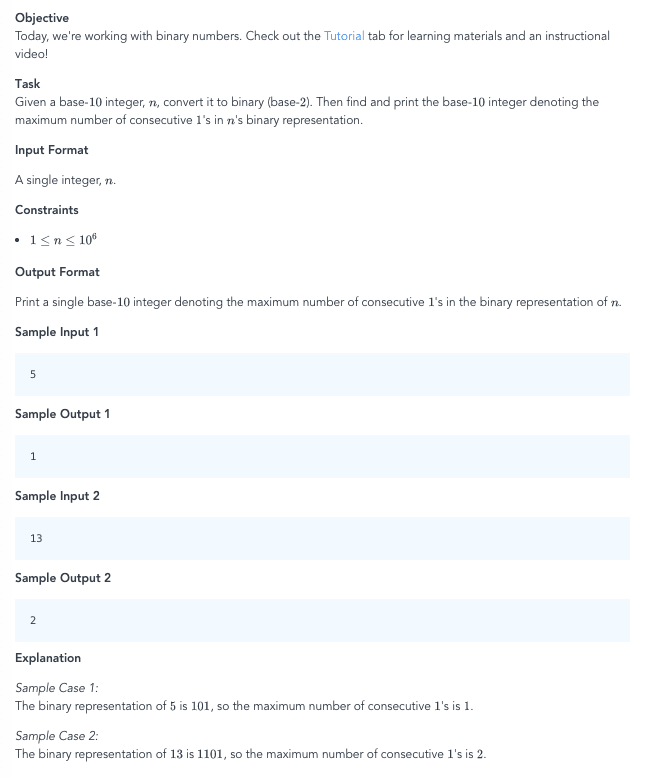 Objective
Today, we're working with binary numbers. Check out the Tutorial tab for learning materials and an instructional
video!
Task
Given a base-10 integer, n, convert it to binary (base-2). Then find and print the base-10 integer denoting the
maximum number of consecutive 1's in n's binary representation.
Input Format
A single integer, n.
Constraints
• 1 ≤ n ≤ 10⁶
Output Format
Print a single base-10 integer denoting the maximum number of consecutive 1's in the binary representation of n.
Sample Input 1
5
Sample Output 1
1
Sample Input 2
13
Sample Output 2
2
Explanation
Sample Case 1:
The binary representation of 5 is 101, so the maximum number of consecutive 1's is 1.
Sample Case 2:
The binary representation of 13 is 1101, so the maximum number of consecutive 1's is 2.